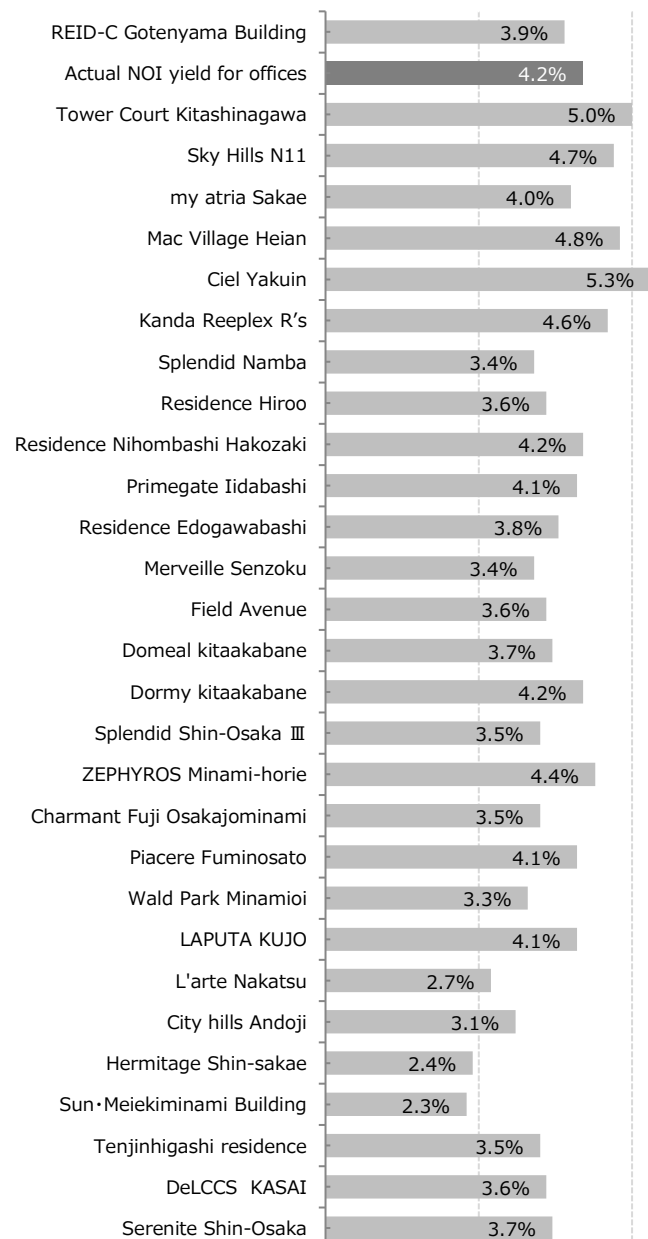 REID-C Gotenyama Building 3.9%
Actual NOI yield for offices 4.2%
Tower Court Kitashinagawa 5.0%
Sky Hills N11 4.7%
my atria Sakae 4.0%
Mac Village Heian 4.8%
Ciel Yakuin 5.3%
Kanda Reeplex R’s 4.6%
Splendid Namba 3.4%
Residence Hiroo 3.6%
Residence Nihombashi Hakozaki 4.2%
Primegate Iidabashi 4.1%
Residence Edogawabashi 3.8%
Merveille Senzoku 3.4%
Field Avenue 3.6%
Domeal kitaakabane 3.7%
Dormy kitaakabane 4.2%
Splendid Shin-Osaka Ⅲ 3.5%
ZEPHYROS Minami-horie 4.4%
Charmant Fuji Osakajominami 3.5%
Piacere Fuminosato 4.1%
Wald Park Minamioi 3.3%
LAPUTA KUJO 4.1%
L'arte Nakatsu 2.7%
City hills Andoji 3.1%
Hermitage Shin-sakae 2.4%
Sun・Meiekiminami Building 2.3%
Tenjinhigashi residence 3.5%
DeLCCS KASAI 3.6%
Serenite Shin-Osaka 3.7%